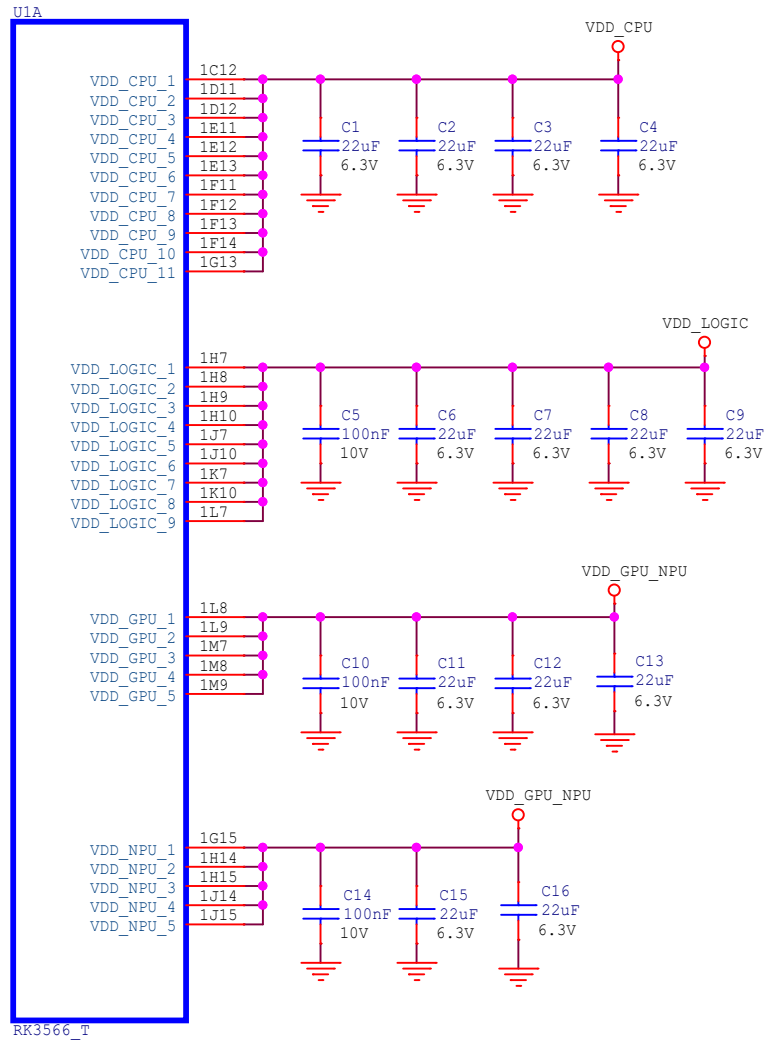 U1A
VDD_CPU
VDD_CPU_1 1C12
VDD_CPU_2 1D11
VDD_CPU_3 1D12
VDD_CPU_4 1E11
VDD_CPU_5 1E12
VDD_CPU_6 1E13
VDD_CPU_7 1F11
VDD_CPU_8 1F12
VDD_CPU_9 1F13
VDD_CPU_10 1F14
VDD_CPU_11 1G13
C1 C2 C3 C4
22uF 22uF 22uF 22uF
6.3V 6.3V 6.3V 6.3V
VDD_LOGIC
VDD_LOGIC_1 1H7
VDD_LOGIC_2 1H8
VDD_LOGIC_3 1H9
VDD_LOGIC_4 1H10
VDD_LOGIC_5 1J7
VDD_LOGIC_6 1J10
VDD_LOGIC_7 1K7
VDD_LOGIC_8 1K10
VDD_LOGIC_9 1L7
C5 C6 C7 C8 C9
100nF 22uF 22uF 22uF 22uF
10V 6.3V 6.3V 6.3V 6.3V
VDD_GPU_NPU
VDD_GPU_1 1L8
VDD_GPU_2 1L9
VDD_GPU_3 1M7
VDD_GPU_4 1M8
VDD_GPU_5 1M9
C10 C11 C12 C13
100nF 22uF 22uF 22uF
10V 6.3V 6.3V 6.3V
VDD_GPU_NPU
VDD_NPU_1 1G15
VDD_NPU_2 1H14
VDD_NPU_3 1H15
VDD_NPU_4 1J14
VDD_NPU_5 1J15
C14 C15 C16
100nF 22uF 22uF
10V 6.3V 6.3V
RK3566_T